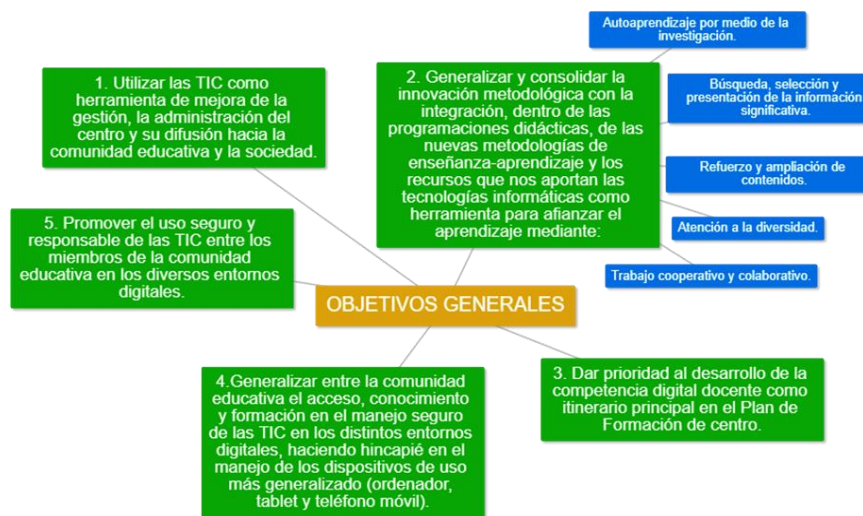 1. Utilizar las TIC como
herramienta de mejora de la
gestión, la administración del
centro y su difusión hacia la
comunidad educativa y la sociedad.
2. Generalizar y consolidar la
innovación metodológica con la
integración, dentro de las
programaciones didácticas, de las
nuevas metodologías de
enseñanza-aprendizaje y los
recursos que nos aportan las
tecnologías informáticas como
herramienta para afianzar el
aprendizaje mediante:
Autoaprendizaje por medio de la
investigación.
Búsqueda, selección y
presentación de la información
significativa.
Refuerzo y ampliación de
contenidos.
Atención a la diversidad.
Trabajo cooperativo y colaborativo.
5. Promover el uso seguro y
responsable de las TIC entre los
miembros de la comunidad
educativa en los diversos entornos
digitales.
OBJETIVOS GENERALES
4.Generalizar entre la comunidad
educativa el acceso, conocimiento
y formación en el manejo seguro
de las TIC en los distintos entornos
digitales, haciendo hincapié en el
manejo de los dispositivos de uso
más generalizado (ordenador,
tablet y teléfono móvil).
3. Dar prioridad al desarrollo de la
competencia digital docente como
itinerario principal en el Plan de
Formación de centro.